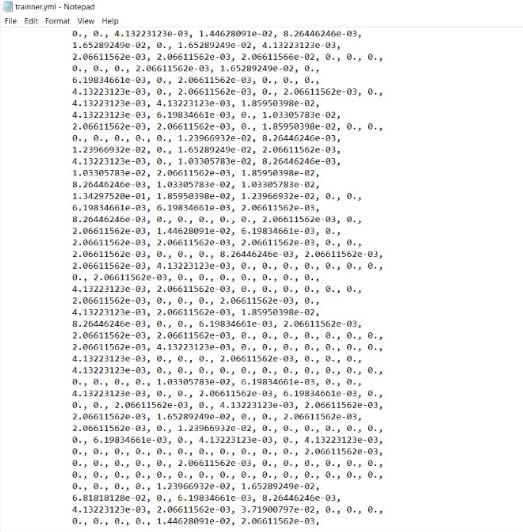 trainner.yml - Notepad
File Edit Format View Help
0., 0., 4.13223123e-03, 1.44628091e-02, 8.26446246e-03,
1.65289249e-02, 0., 1.65289249e-02, 4.13223123e-03,
2.06611562e-03, 2.06611562e-03, 2.06611566e-02, 0., 0.,
0., 0., 0., 2.06611562e-03, 1.65289249e-02, 0.,
6.19834661e-03, 0., 2.06611562e-03, 0., 0., 0.,
4.13223123e-03, 0., 2.06611562e-03, 0., 2.06611562e-03, 0.,
4.13223123e-03, 4.13223123e-03, 1.85950398e-02,
4.13223123e-03, 6.19834661e-03, 0., 1.03305783e-02,
2.06611562e-03, 2.06611562e-03, 0., 1.85950398e-02, 0., 0.,
0., 0., 0., 0., 0., 1.23966932e-02, 8.26446246e-03,
1.23966932e-02, 0., 1.65289249e-02, 2.06611562e-03,
4.13223123e-03, 0., 1.03305783e-02, 8.26446246e-03,
1.03305783e-02, 2.06611562e-03, 1.85950398e-02,
8.26446246e-03, 1.03305783e-02, 1.03305783e-02,
1.34297520e-01, 1.85950398e-02, 1.23966932e-02, 0., 0.,
6.19834661e-03, 6.19834661e-03, 2.06611562e-03,
8.26446246e-03, 0., 0., 0., 0., 0., 2.06611562e-03, 0.,
2.06611562e-03, 1.44628091e-02, 6.19834661e-03, 0.,
2.06611562e-03, 2.06611562e-03, 2.06611562e-03, 0., 0.,
2.06611562e-03, 0., 0., 0., 8.26446246e-03, 2.06611562e-03,
2.06611562e-03, 4.13223123e-03, 0., 0., 0., 0., 0., 0., 0.,
0., 2.06611562e-03, 0., 0., 0., 0., 0., 0., 0.,
4.13223123e-03, 2.06611562e-03, 0., 0., 0., 0., 0., 0.,
2.06611562e-03, 0., 0., 0., 2.06611562e-03, 0.,
4.13223123e-03, 2.06611562e-03, 1.85950398e-02,
8.26446246e-03, 0., 0., 6.19834661e-03, 2.06611562e-03,
2.06611562e-03, 2.06611562e-03, 0., 0., 0., 0., 0., 0., 0.,
2.06611562e-03, 4.13223123e-03, 0., 0., 0., 0., 0., 0., 0.,
4.13223123e-03, 0., 0., 0., 2.06611562e-03, 0., 0., 0.,
4.13223123e-03, 0., 0., 0., 0., 0., 0., 0., 0., 0., 0.,
0., 0., 0., 0., 1.03305783e-02, 6.19834661e-03, 0., 0.,
4.13223123e-03, 0., 0., 2.06611562e-03, 6.19834661e-03, 0.,
0., 0., 2.06611562e-03, 0., 4.13223123e-03, 2.06611562e-03,
2.06611562e-03, 1.65289249e-02, 0., 0., 2.06611562e-03,
2.06611562e-03, 0., 1.23966932e-02, 0., 0., 0., 0., 0.,
0., 6.19834661e-03, 0., 4.13223123e-03, 0., 4.13223123e-03,
0., 0., 0., 0., 0., 0., 0., 0., 0., 0., 2.06611562e-03,
0., 0., 0., 0., 0., 2.06611562e-03, 0., 0., 0., 0., 0.,
0., 0., 0., 0., 0., 0., 0., 0., 0., 0., 0., 0., 0., 0.,
0., 0., 0., 0., 1.23966932e-02, 1.65289249e-02,
6.81818128e-02, 0., 6.19834661e-03, 8.26446246e-03,
4.13223123e-03, 2.06611562e-03, 3.71900797e-02, 0., 0., 0.,
0., 0., 0., 0., 1.44628091e-02, 2.06611562e-03,